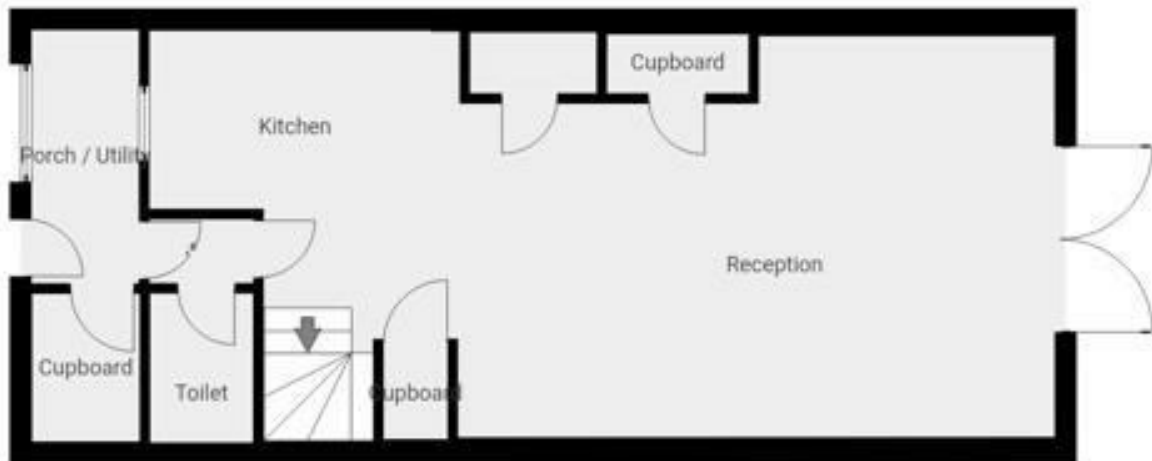 Cupboard
Kitchen
Porch / Utility
Reception
Cupboard
Toilet
Cupboard